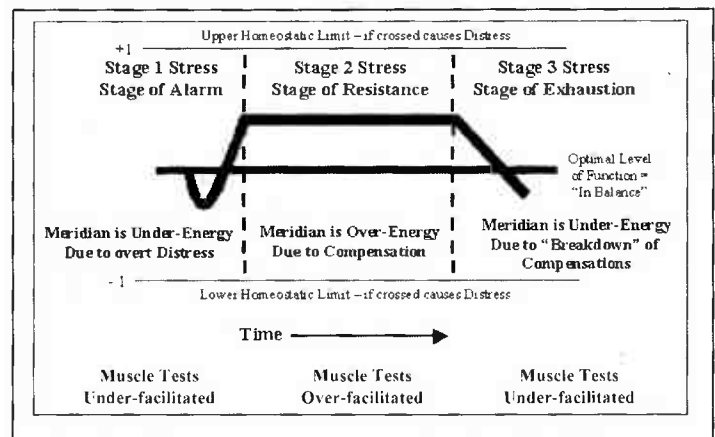 Upper Homeostatic Limit – if crossed causes Distress
+1
Stage 1 Stress
Stage of Alarm
Stage 2 Stress
Stage of Resistance
Stage 3 Stress
Stage of Exhaustion
Optimal Level
of Function =
"In Balance"
Meridian is Under-Energy
Due to overt Distress
Meridian is Over-Energy
Due to Compensation
Meridian is Under-Energy
Due to "Breakdown" of
Compensations
- 1
Lower Homeostatic Limit – if crossed causes Distress
Time
Muscle Tests
Under-facilitated
Muscle Tests
Over-facilitated
Muscle Tests
Under-facilitated